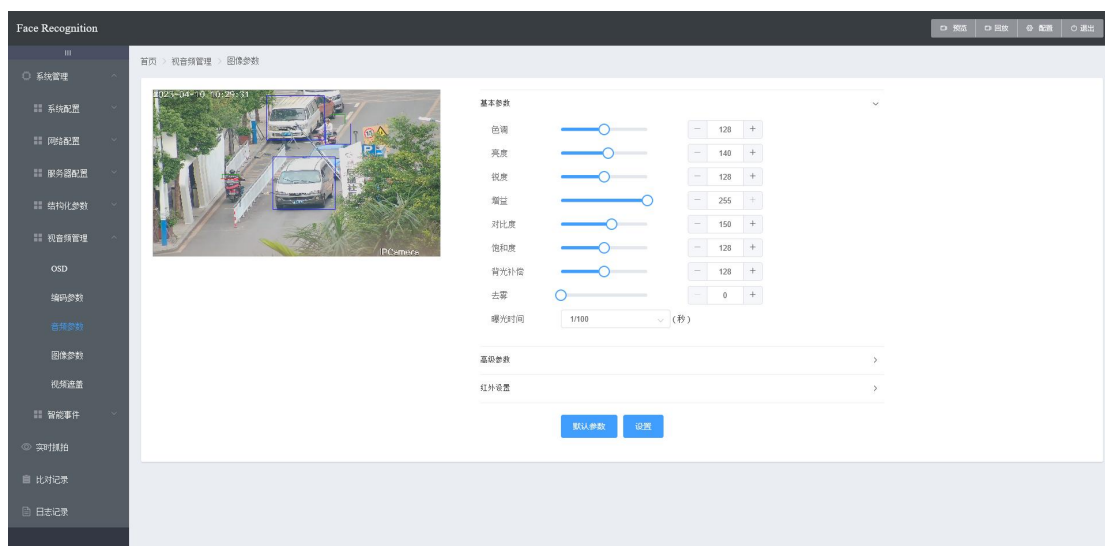 Face Recognition
预览 回放 配置 退出
首页 > 视音频管理 > 图像参数
系统管理
系统配置
网络配置
服务器配置
结构化参数
视音频管理
OSD
编码参数
音频参数
图像参数
视频遮盖
智能事件
实时抓拍
比对记录
日志记录
2023-04-10 10:29:31
IPCamera
基本参数
色调 − 128 +
亮度 − 140 +
锐度 − 128 +
增益 − 255 +
对比度 − 150 +
饱和度 − 128 +
背光补偿 − 128 +
去雾 − 0 +
曝光时间 1/100 (秒)
高级参数
红外设置
默认参数 设置